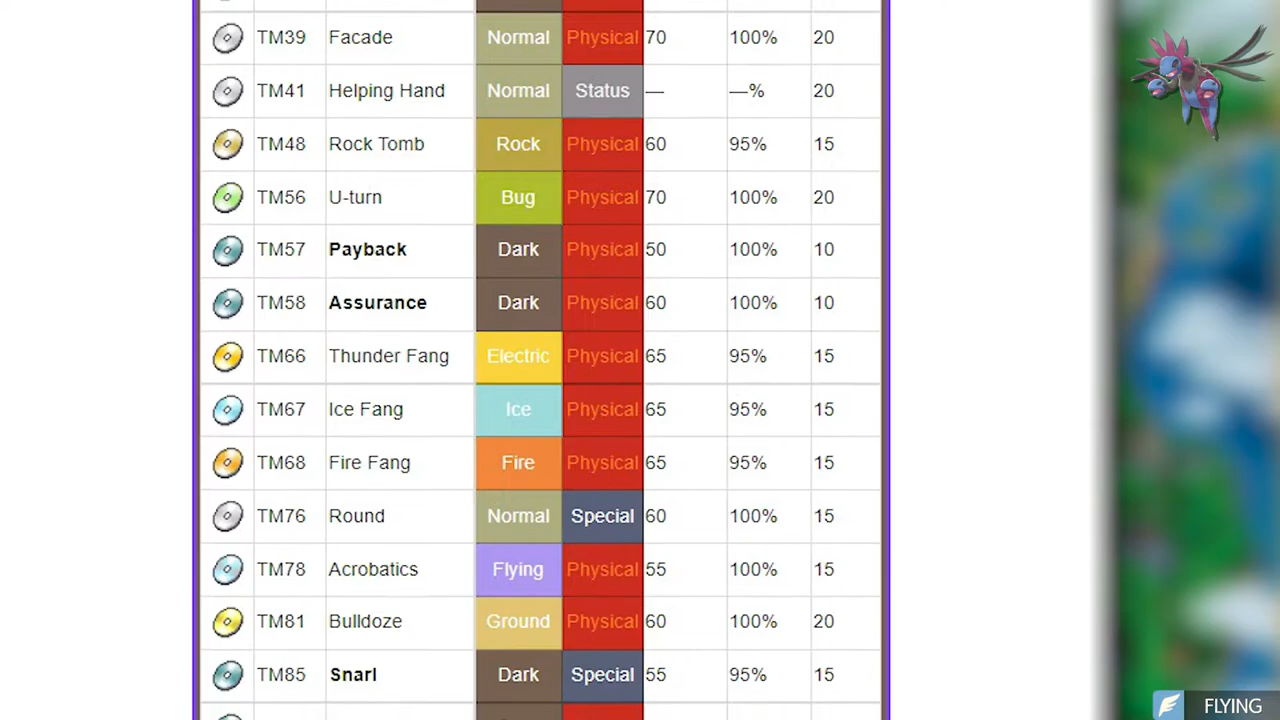 TM39 Facade Normal Physical 70 100% 20
TM41 Helping Hand Normal Status — —% 20
TM48 Rock Tomb Rock Physical 60 95% 15
TM56 U-turn Bug Physical 70 100% 20
TM57 Payback Dark Physical 50 100% 10
TM58 Assurance Dark Physical 60 100% 10
TM66 Thunder Fang Electric Physical 65 95% 15
TM67 Ice Fang Ice Physical 65 95% 15
TM68 Fire Fang Fire Physical 65 95% 15
TM76 Round Normal Special 60 100% 15
TM78 Acrobatics Flying Physical 55 100% 15
TM81 Bulldoze Ground Physical 60 100% 20
TM85 Snarl Dark Special 55 95% 15
FLYING